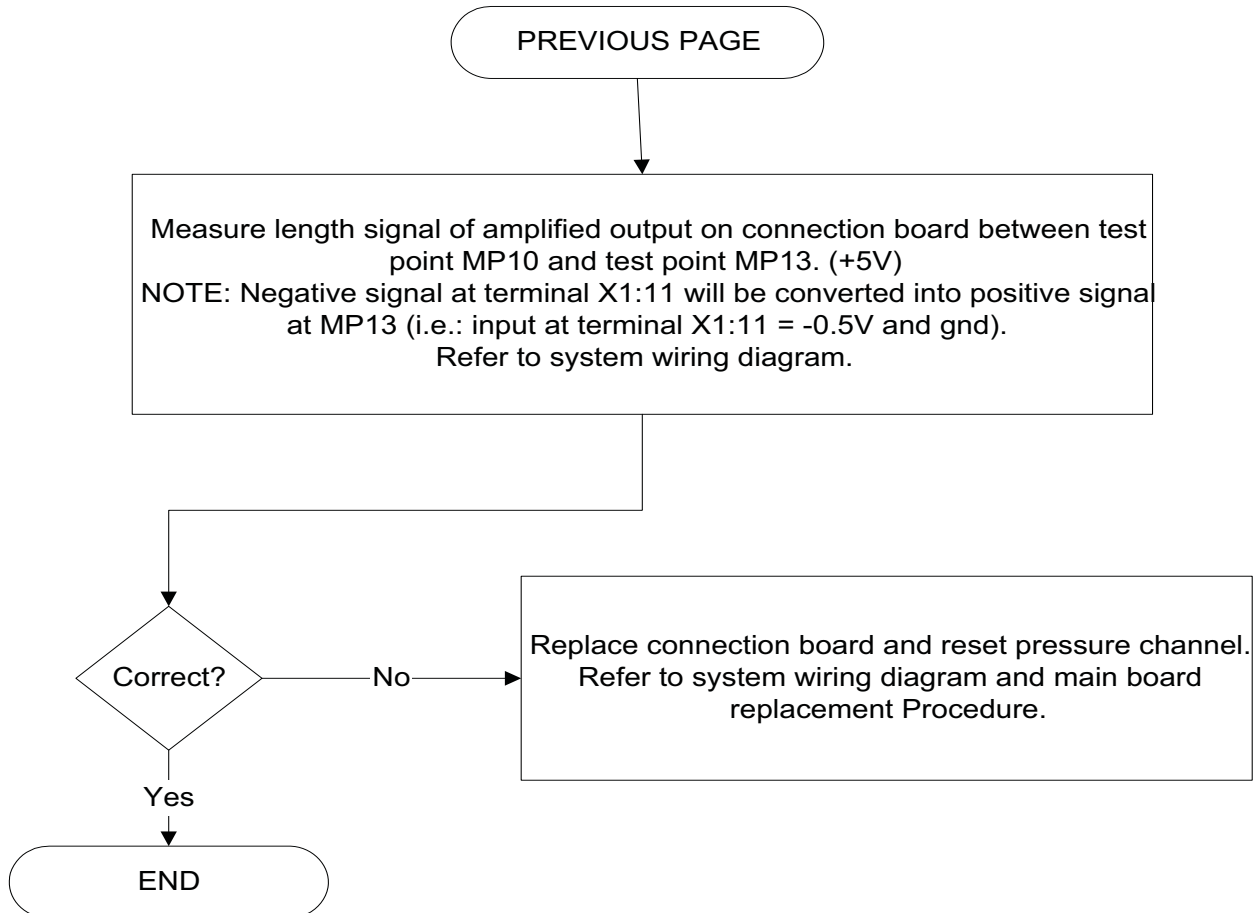 PREVIOUS PAGE
Measure length signal of amplified output on connection board between test
point MP10 and test point MP13. (+5V)
NOTE: Negative signal at terminal X1:11 will be converted into positive signal
at MP13 (i.e.: input at terminal X1:11 = -0.5V and gnd).
Refer to system wiring diagram.
Correct?
No
Replace connection board and reset pressure channel.
Refer to system wiring diagram and main board
replacement Procedure.
Yes
END